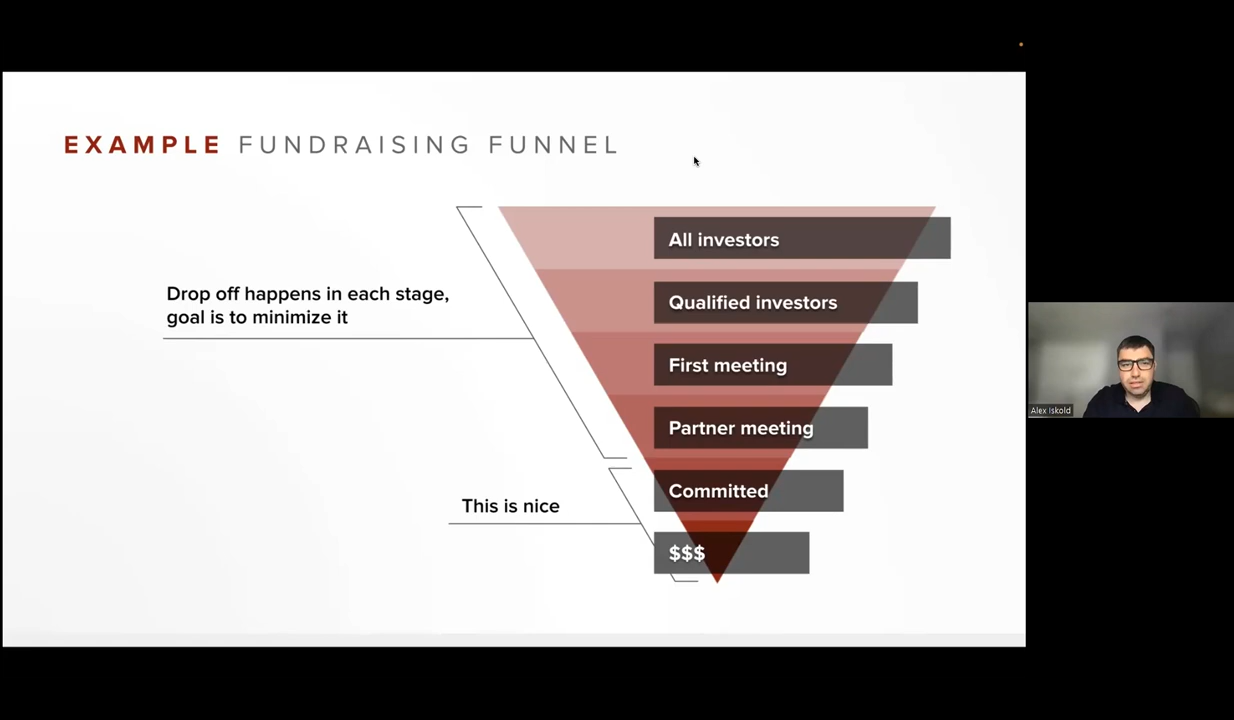 EXAMPLE FUNDRAISING FUNNEL
All investors
Qualified investors
Drop off happens in each stage,
goal is to minimize it
First meeting
Partner meeting
Committed
This is nice
$$$
Alex Iskold